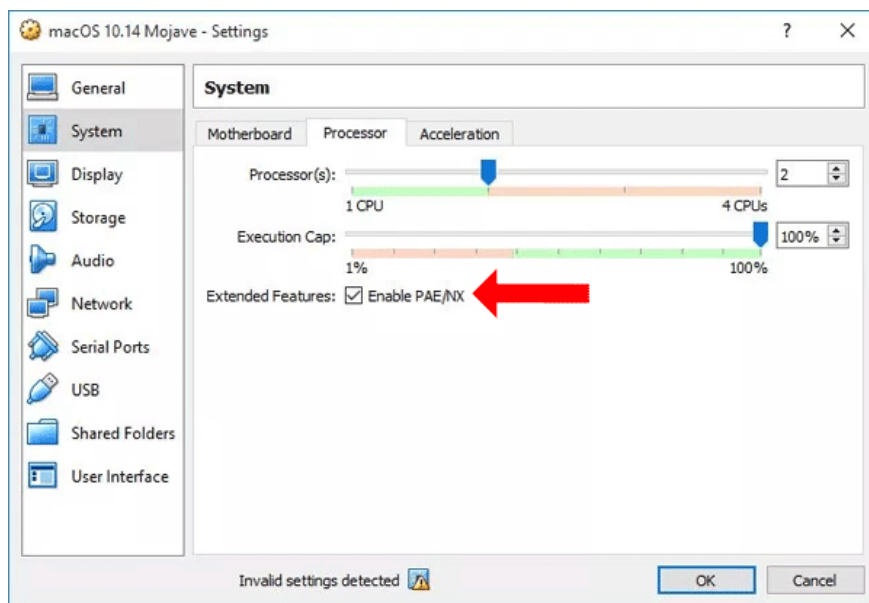 macOS 10.14 Mojave - Settings
?
General
System
Display
Storage
Audio
Network
Serial Ports
USB
Shared Folders
User Interface
System
Motherboard Processor Acceleration
Processor(s): 2
1 CPU 4 CPUs
Execution Cap: 100%
1% 100%
Extended Features: Enable PAE/NX
Invalid settings detected
OK Cancel